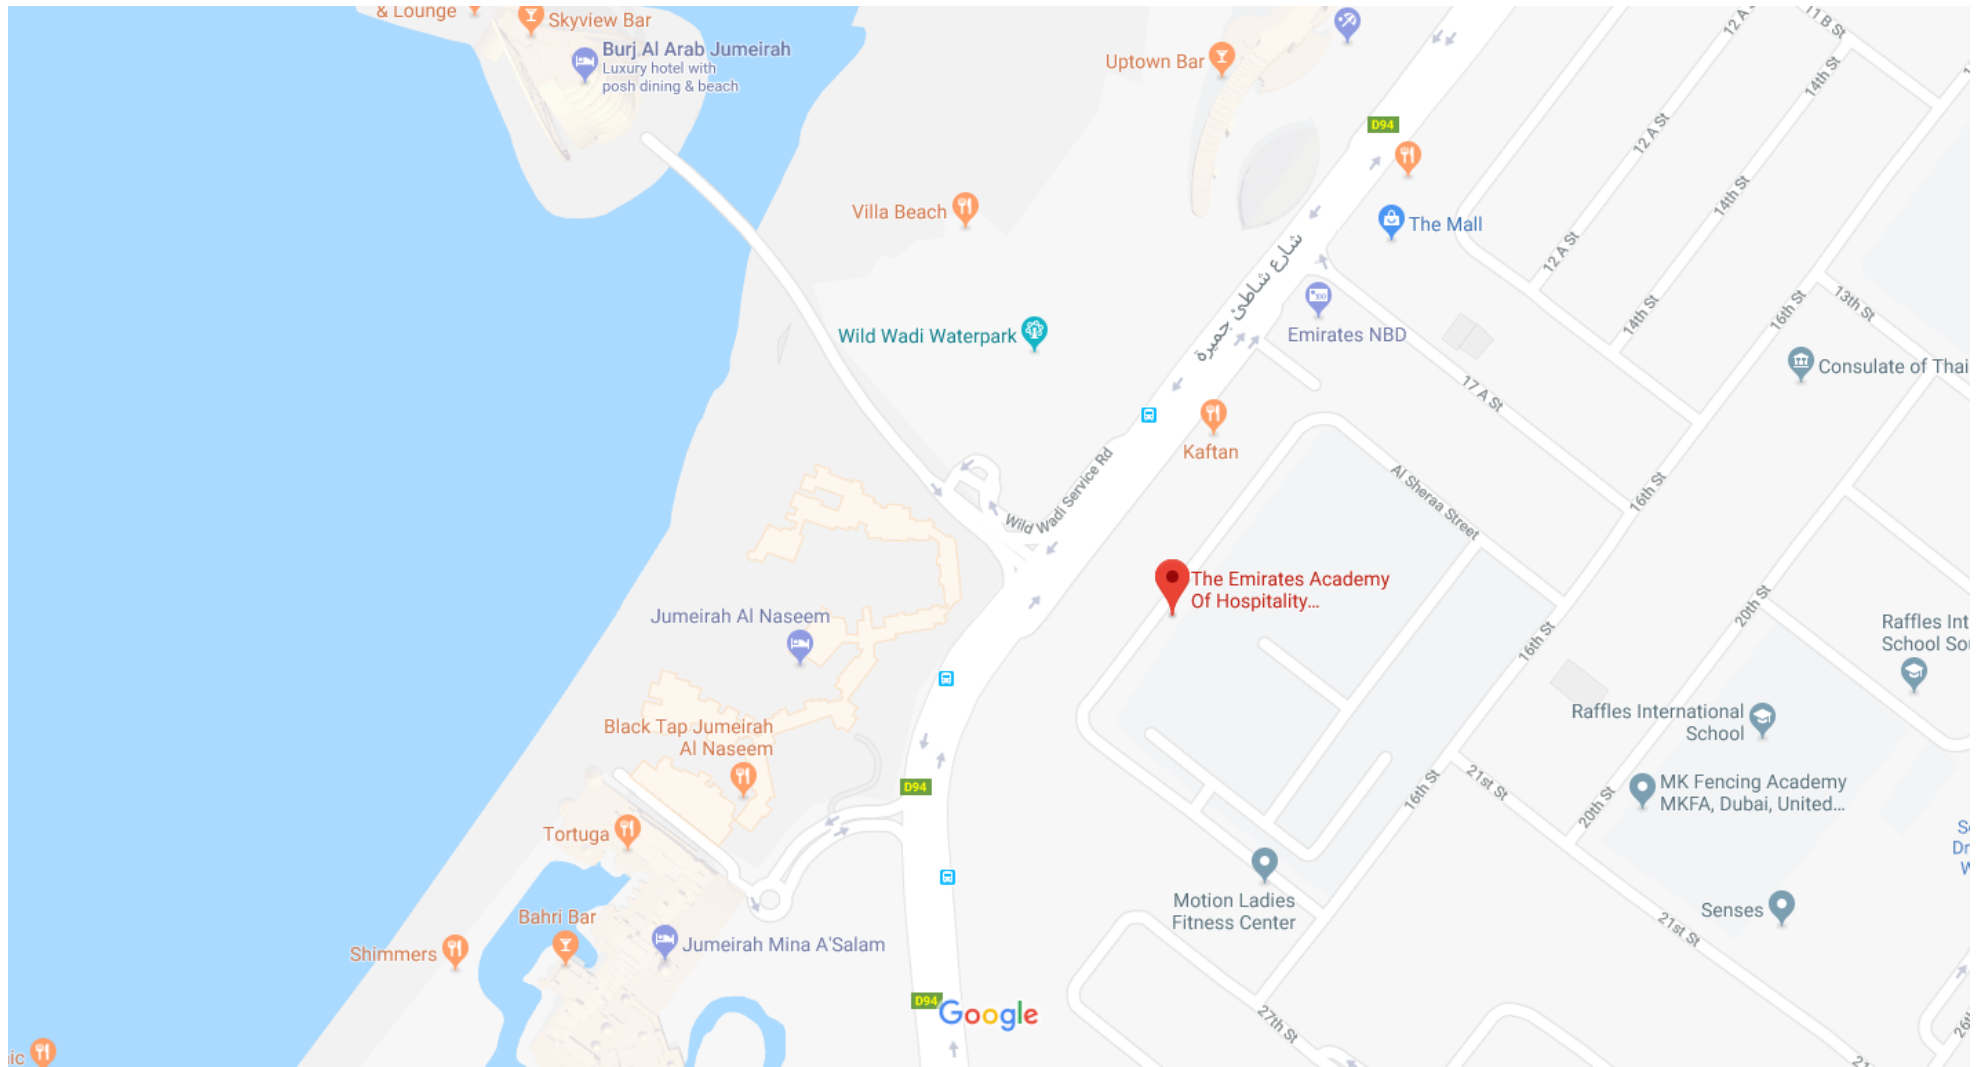 & Lounge
Skyview Bar
Burj Al Arab Jumeirah
Luxury hotel with
posh dining & beach
Uptown Bar
D94
12 A St
11 B St
14th St
12 A St
14th St
Villa Beach
The Mall
12 A St
شارع شاطئ جميرة
Wild Wadi Waterpark
Emirates NBD
14th St
16th St
13th St
Consulate of Thai
17 A St
Kaftan
Al Sheraa Street
16th St
Wild Wadi Service Rd
The Emirates Academy
Of Hospitality...
Jumeirah Al Naseem
16th St
20th St
Raffles Int
School So
Black Tap Jumeirah
Al Naseem
Raffles International
School
D94
16th St
21st St
20th St
MK Fencing Academy
MKFA, Dubai, United...
Tortuga
Motion Ladies
Fitness Center
Senses
21st St
Bahri Bar
Shimmers
Jumeirah Mina A'Salam
D94
Google
27th St